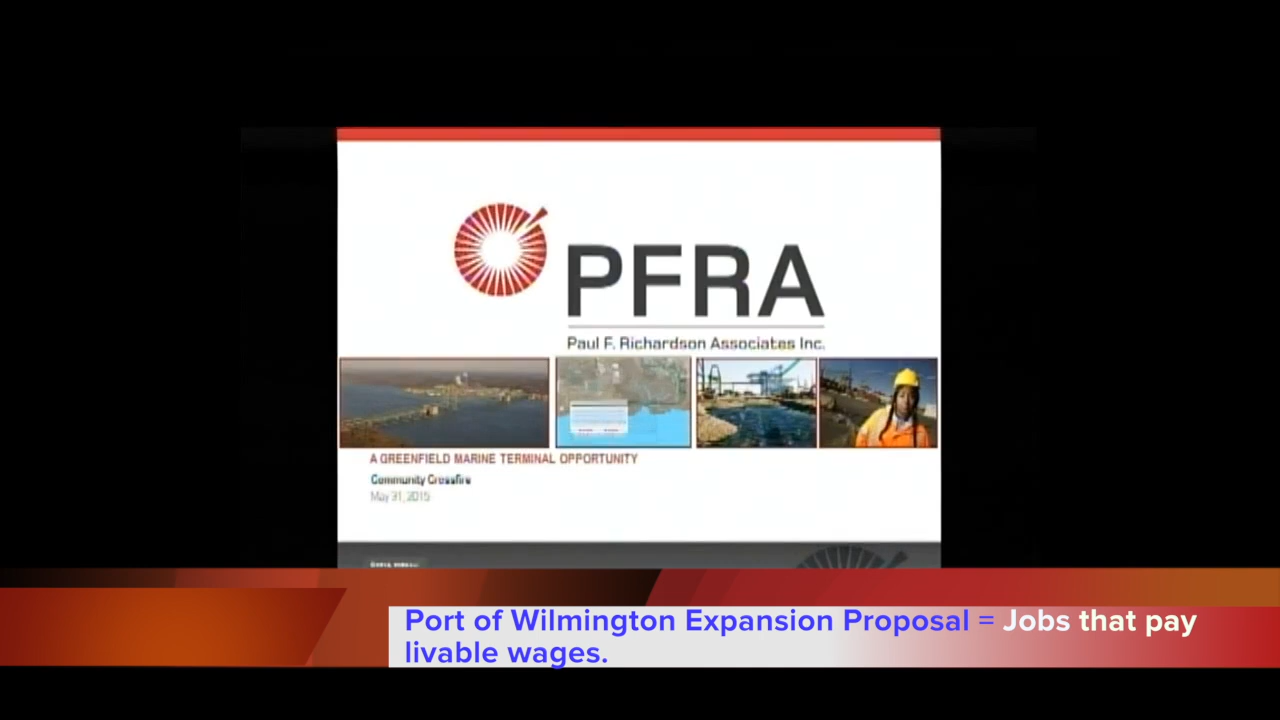 PFRA
Paul F. Richardson Associates Inc.
A GREENFIELD MARINE TERMINAL OPPORTUNITY
Community Crossfire
May 31, 2015
Port of Wilmington Expansion Proposal = Jobs that pay
livable wages.